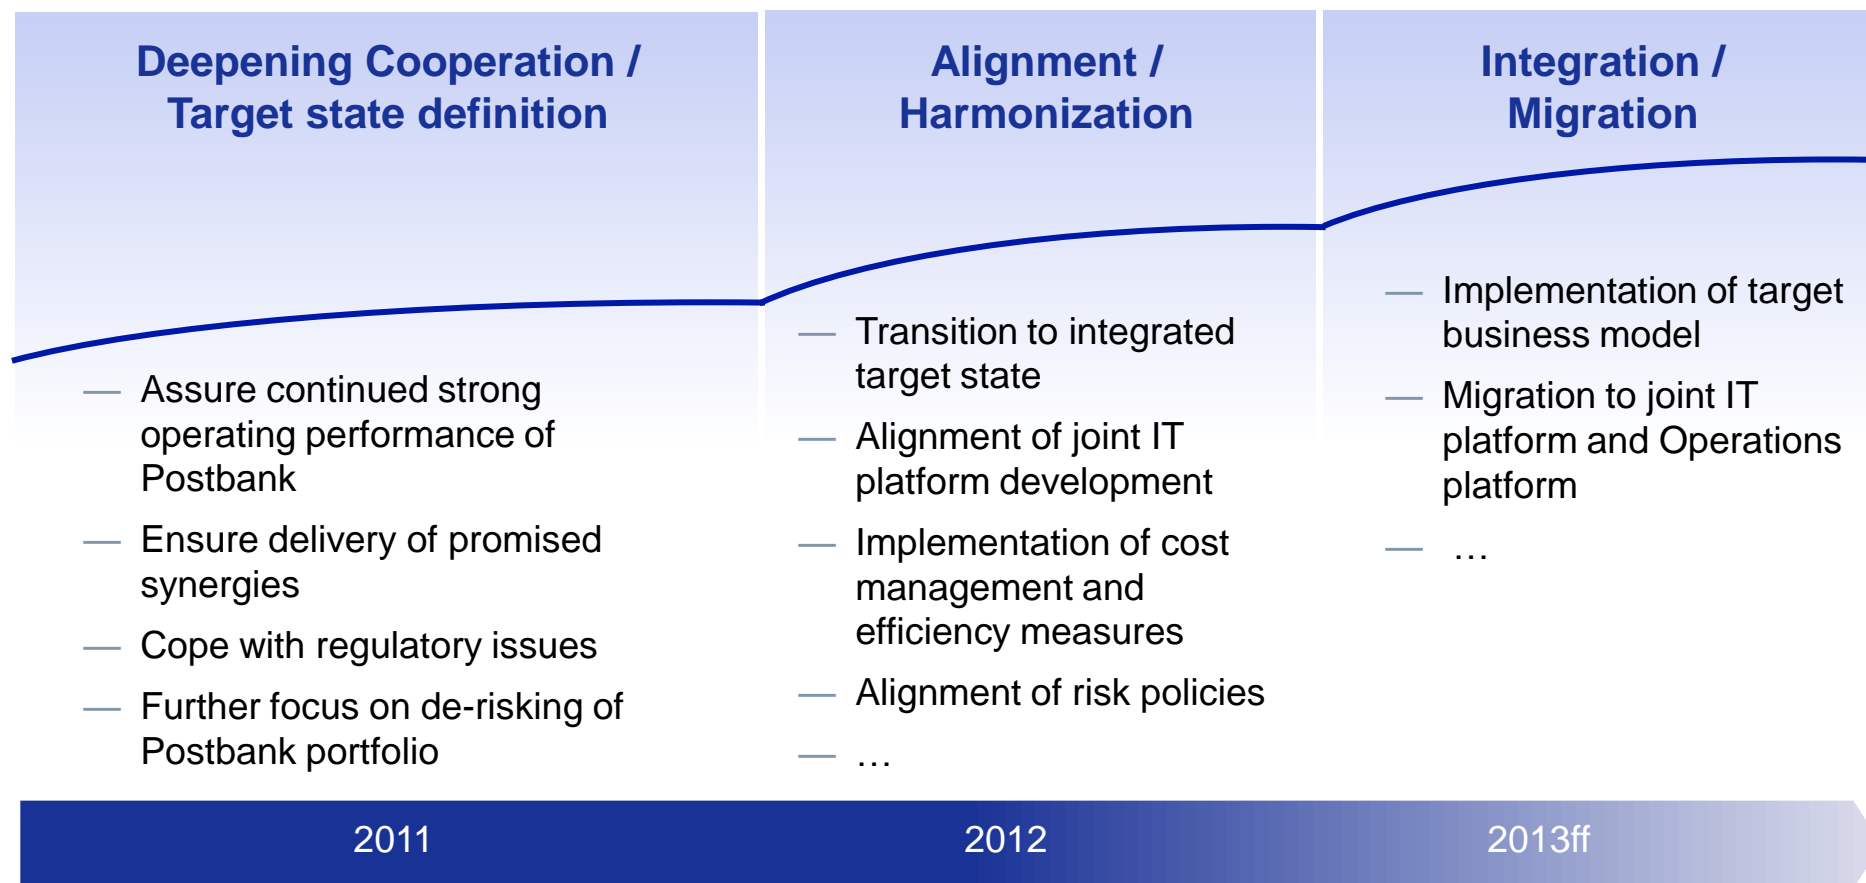 Deepening Cooperation /
Target state definition
— Assure continued strong
operating performance of
Postbank
— Ensure delivery of promised
synergies
— Cope with regulatory issues
— Further focus on de-risking of
Postbank portfolio
Alignment /
Harmonization
— Transition to integrated
target state
— Alignment of joint IT
platform development
— Implementation of cost
management and
efficiency measures
— Alignment of risk policies
— …
Integration /
Migration
— Implementation of target
business model
— Migration to joint IT
platform and Operations
platform
— …
2011
2012
2013ff